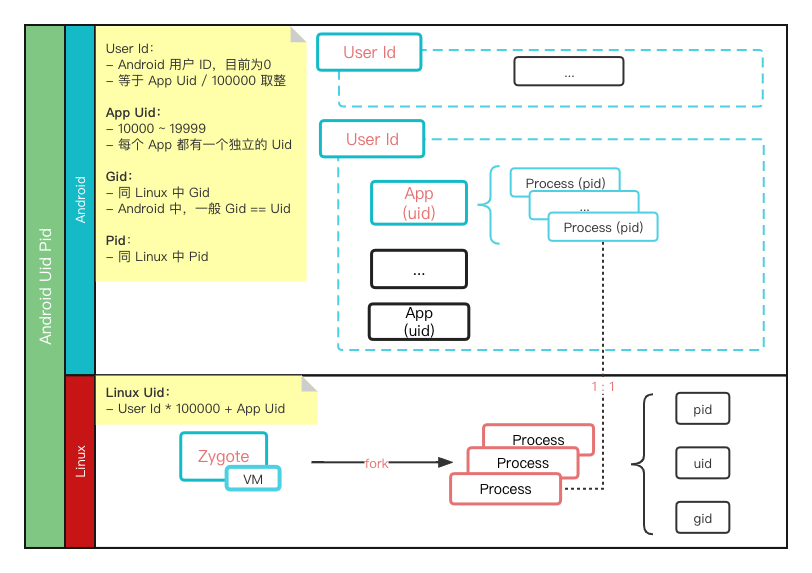 Android Uid Pid
Android
User Id：
– Android 用户 ID，目前为0
– 等于 App Uid / 100000 取整
App Uid：
– 10000 ~ 19999
– 每个 App 都有一个独立的 Uid
Gid：
– 同 Linux 中 Gid
– Android 中，一般 Gid == Uid
Pid：
– 同 Linux 中 Pid
User Id
...
User Id
App
(uid)
Process (pid)
...
Process (pid)
...
App
(uid)
1 : 1
Linux
Linux Uid：
– User Id * 100000 + App Uid
Zygote
VM
fork
Process
Process
Process
pid
uid
gid